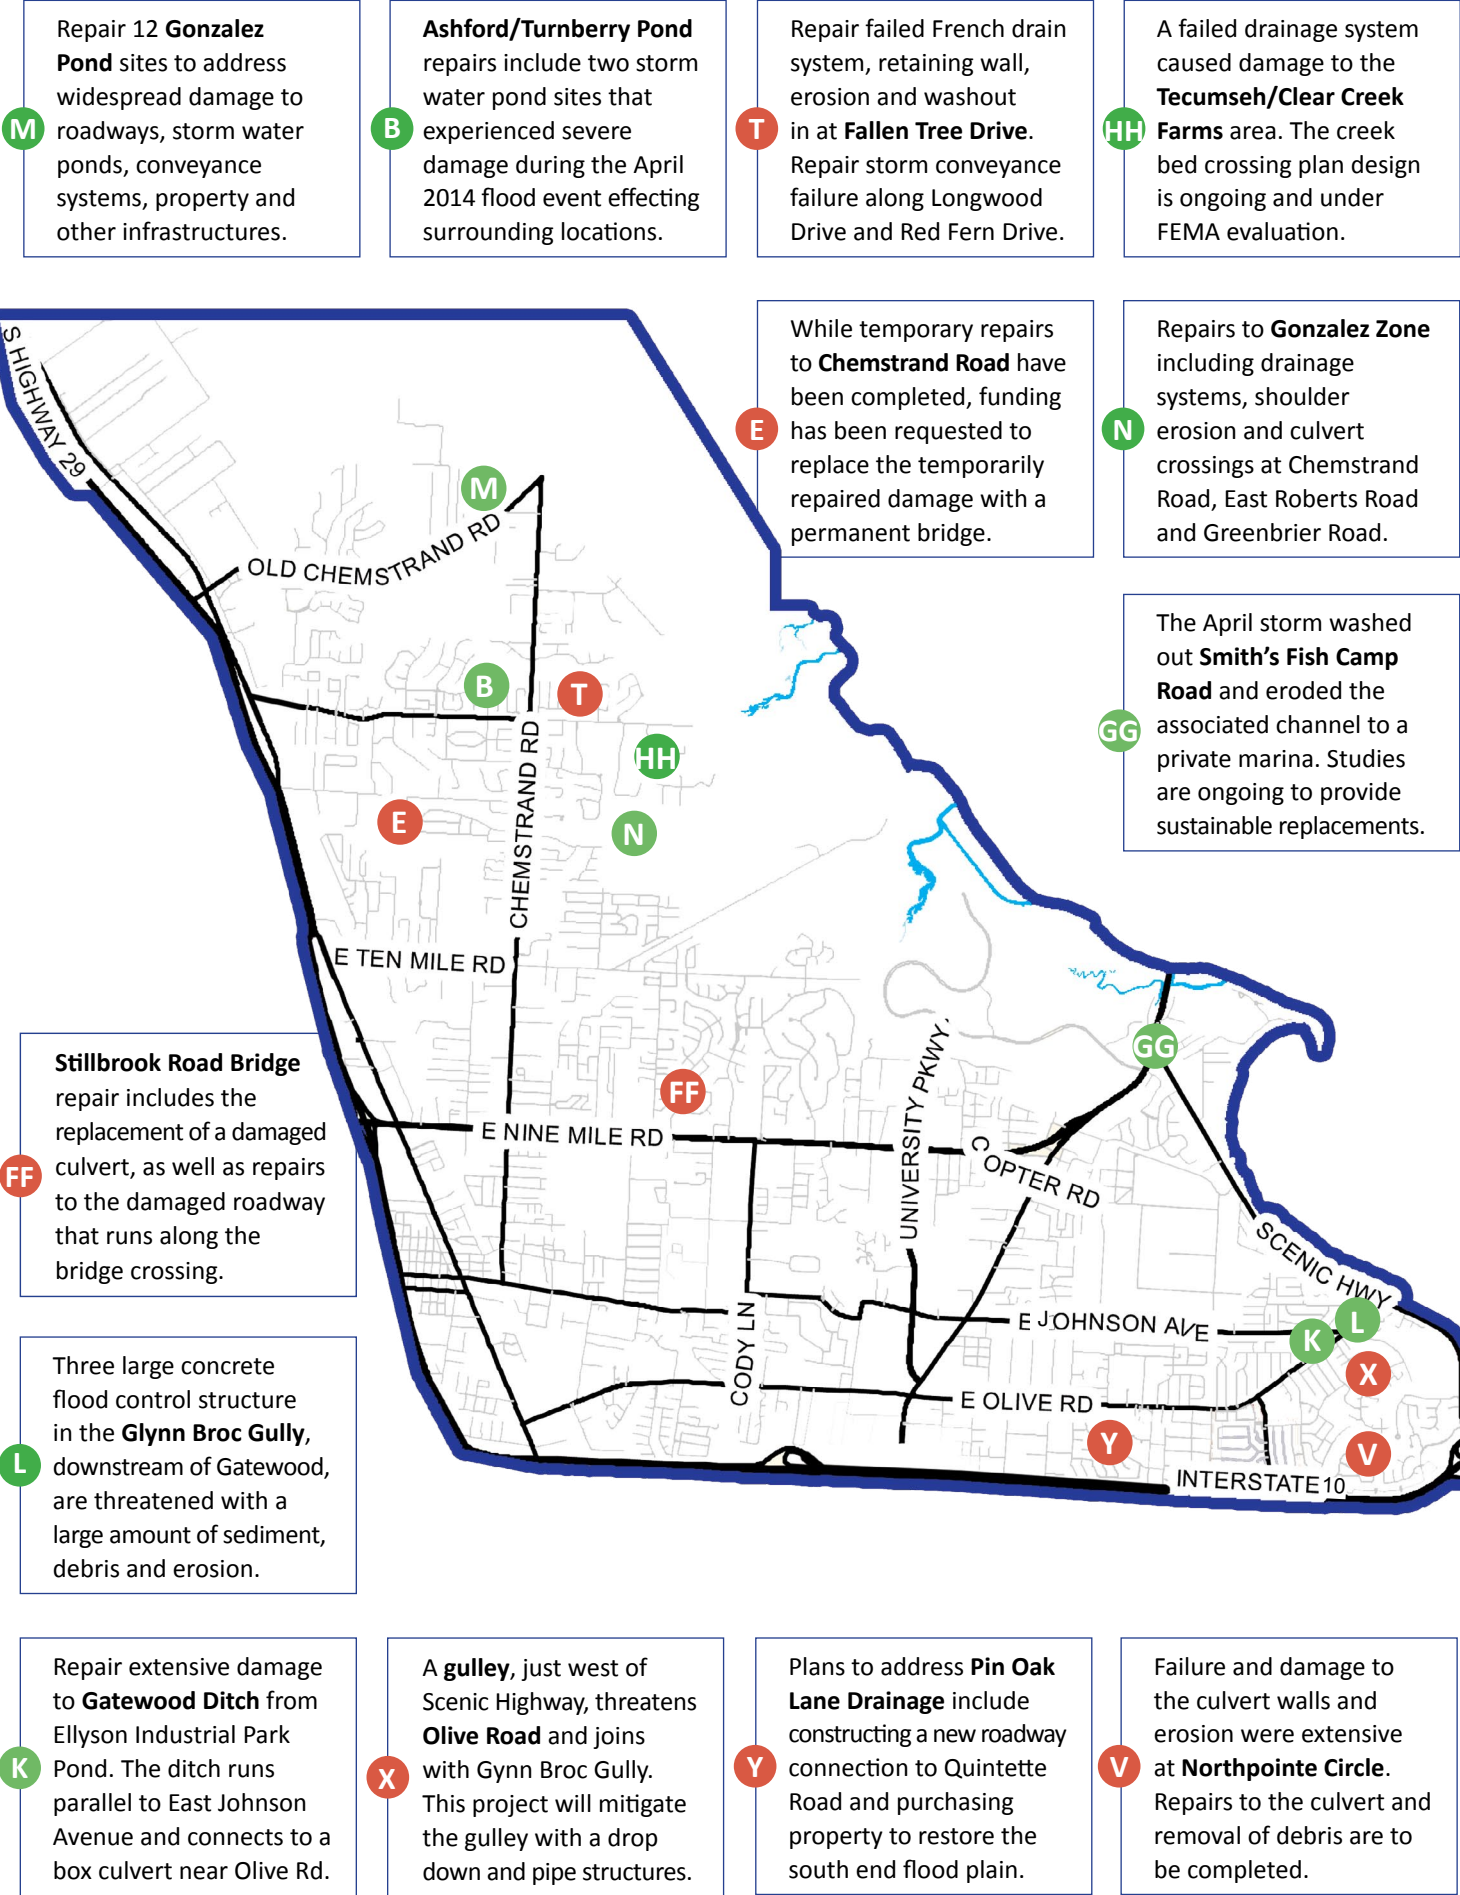 Repair 12 Gonzalez
Pond sites to address
widespread damage to
roadways, storm water
ponds, conveyance
systems, property and
other infrastructures.
M
Ashford/Turnberry Pond
repairs include two storm
water pond sites that
experienced severe
damage during the April
2014 flood event effecting
surrounding locations.
B
Repair failed French drain
system, retaining wall,
erosion and washout
in at Fallen Tree Drive.
Repair storm conveyance
failure along Longwood
Drive and Red Fern Drive.
T
A failed drainage system
caused damage to the
Tecumseh/Clear Creek
Farms area. The creek
bed crossing plan design
is ongoing and under
FEMA evaluation.
HH
While temporary repairs
to Chemstrand Road have
been completed, funding
has been requested to
replace the temporarily
repaired damage with a
permanent bridge.
E
Repairs to Gonzalez Zone
including drainage
systems, shoulder
erosion and culvert
crossings at Chemstrand
Road, East Roberts Road
and Greenbrier Road.
N
The April storm washed
out Smith's Fish Camp
Road and eroded the
associated channel to a
private marina. Studies
are ongoing to provide
sustainable replacements.
GG
S HIGHWAY 29
M
OLD CHEMSTRAND RD
B
T
HH
CHEMSTRAND RD
E
N
E TEN MILE RD
GG
UNIVERSITY PKWY.
FF
E NINE MILE RD
COPTER RD
SCENIC HWY
E JOHNSON AVE
L
K
X
CODY LN
E OLIVE RD
Y
V
INTERSTATE 10
Stillbrook Road Bridge
repair includes the
replacement of a damaged
culvert, as well as repairs
to the damaged roadway
that runs along the
bridge crossing.
FF
Three large concrete
flood control structure
in the Glynn Broc Gully,
downstream of Gatewood,
are threatened with a
large amount of sediment,
debris and erosion.
L
Repair extensive damage
to Gatewood Ditch from
Ellyson Industrial Park
Pond. The ditch runs
parallel to East Johnson
Avenue and connects to a
box culvert near Olive Rd.
K
A gulley, just west of
Scenic Highway, threatens
Olive Road and joins
with Gynn Broc Gully.
This project will mitigate
the gulley with a drop
down and pipe structures.
X
Plans to address Pin Oak
Lane Drainage include
constructing a new roadway
connection to Quintette
Road and purchasing
property to restore the
south end flood plain.
Y
Failure and damage to
the culvert walls and
erosion were extensive
at Northpointe Circle.
Repairs to the culvert and
removal of debris are to
be completed.
V